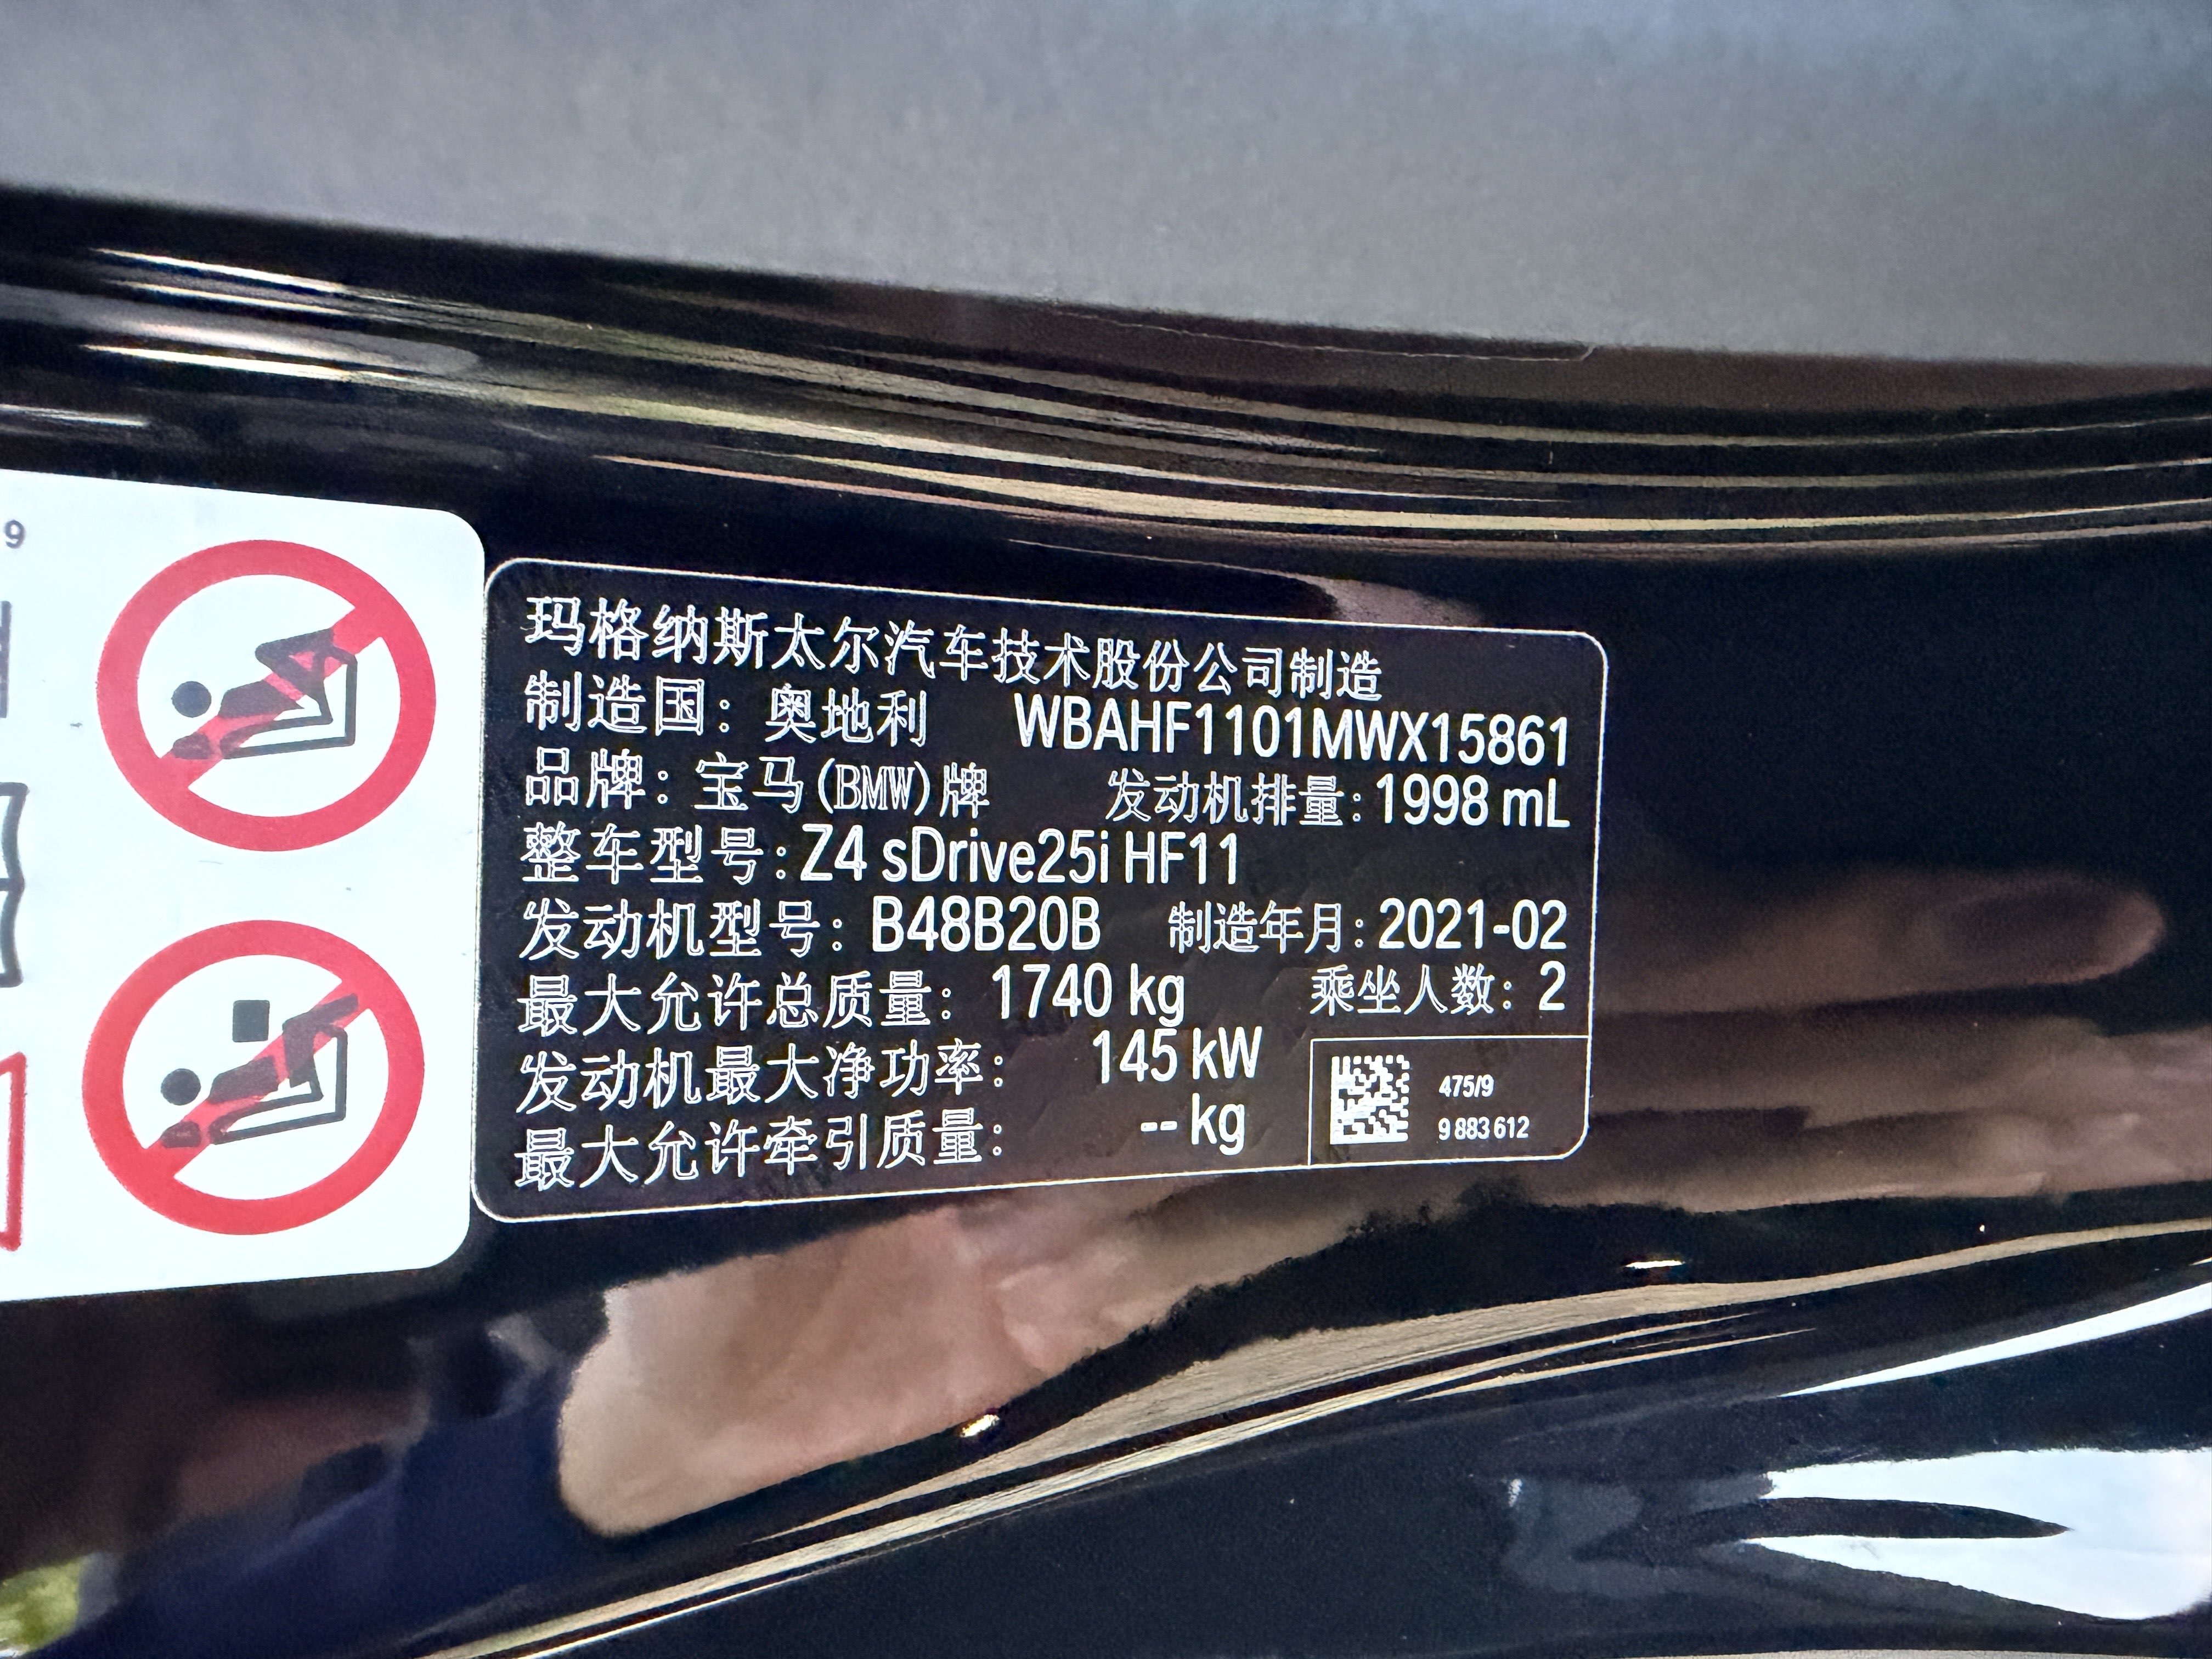 9
玛格纳斯太尔汽车技术股份公司制造
制造国：奥地利 WBAHF1101MWX15861
品牌：宝马(BMW)牌 发动机排量：1998 mL
整车型号：Z4 sDrive25i HF11
发动机型号：B48B20B 制造年月：2021-02
最大允许总质量：1740 kg 乘坐人数：2
发动机最大净功率：145 kW
最大允许牵引质量：-- kg
475/9
9 883 612